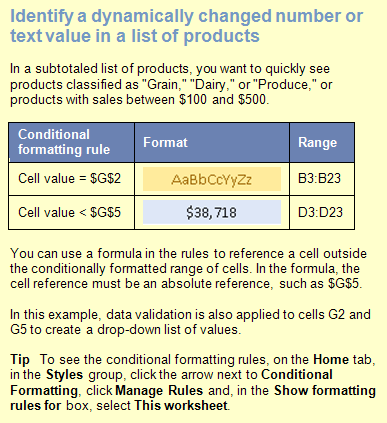 Identify a dynamically changed number or
text value in a list of products
In a subtotaled list of products, you want to quickly see
products classified as "Grain," "Dairy," or "Produce," or
products with sales between $100 and $500.
Conditional
formatting rule
Format
Range
Cell value = $G$2
AaBbCcYyZz
B3:B23
Cell value < $G$5
$38,718
D3:D23
You can use a formula in the rules to reference a cell outside
the conditionally formatted range of cells. In the formula, the
cell reference must be an absolute reference, such as $G$5.
In this example, data validation is also applied to cells G2 and
G5 to create a drop-down list of values.
Tip To see the conditional formatting rules, on the Home tab,
in the Styles group, click the arrow next to Conditional
Formatting, click Manage Rules and, in the Show formatting
rules for box, select This worksheet.